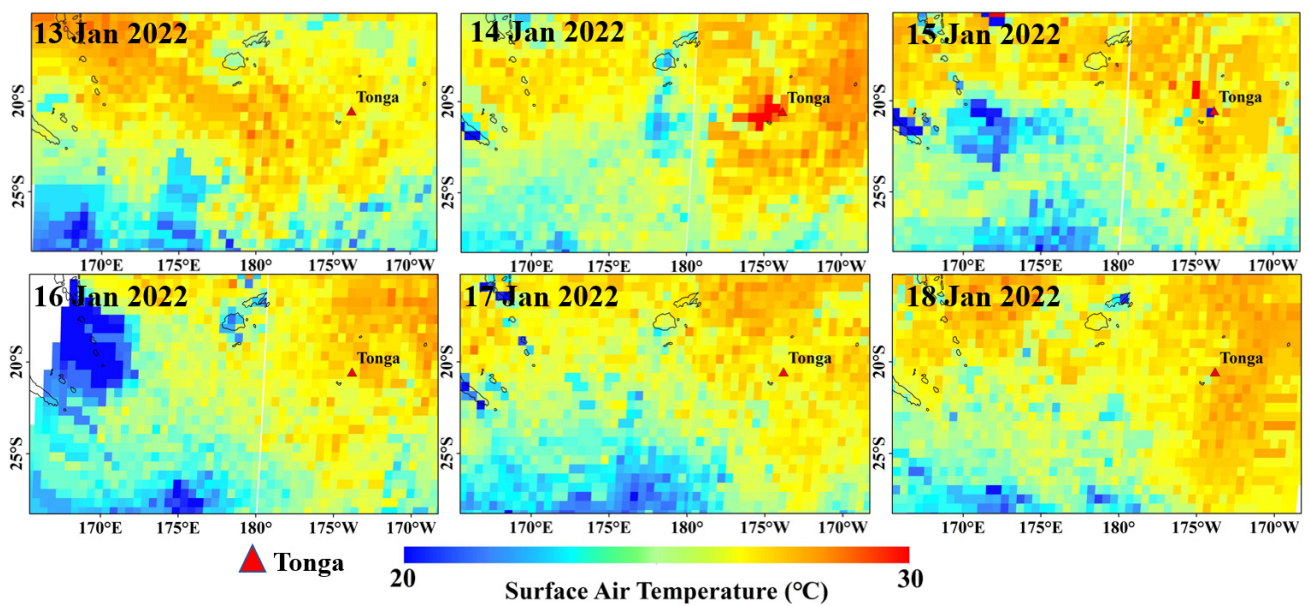 13 Jan 2022
14 Jan 2022
15 Jan 2022
20°S
Tonga
20°S
Tonga
20°S
Tonga
25°S
25°S
25°S
170°E 175°E 180° 175°W 170°W
170°E 175°E 180° 175°W 170°W
170°E 175°E 180° 175°W 170°W
16 Jan 2022
17 Jan 2022
18 Jan 2022
20°S
Tonga
20°S
Tonga
20°S
Tonga
25°S
25°S
25°S
170°E 175°E 180° 175°W 170°W
170°E 175°E 180° 175°W 170°W
170°E 175°E 180° 175°W 170°W
Tonga
20
30
Surface Air Temperature (°C)